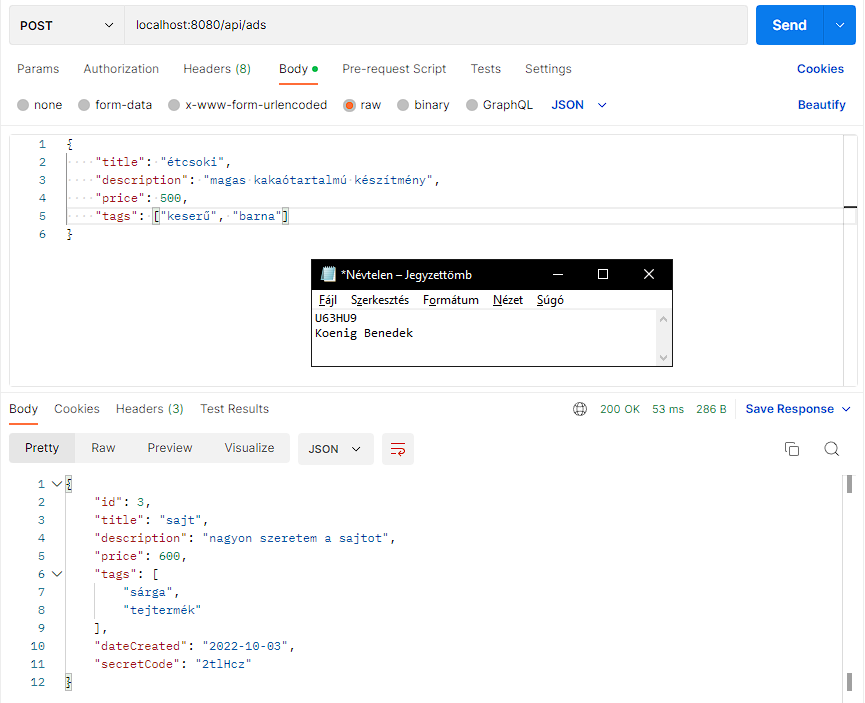 POST localhost:8080/api/ads Send
Params Authorization Headers (8) Body Pre-request Script Tests Settings Cookies
none form-data x-www-form-urlencoded raw binary GraphQL JSON Beautify
1 {
2 "title": "étcsoki",
3 "description": "magas kakaótartalmú készítmény",
4 "price": 500,
5 "tags": ["keserű", "barna"]
6 }
*Névtelen – Jegyzettömb
Fájl Szerkesztés Formátum Nézet Súgó
U63HU9
Koenig Benedek
Body Cookies Headers (3) Test Results 200 OK 53 ms 286 B Save Response
Pretty Raw Preview Visualize JSON
1 {
2 "id": 3,
3 "title": "sajt",
4 "description": "nagyon szeretem a sajtot",
5 "price": 600,
6 "tags": [
7 "sárga",
8 "tejtermék"
9 ],
10 "dateCreated": "2022-10-03",
11 "secretCode": "2tlHcz"
12 }